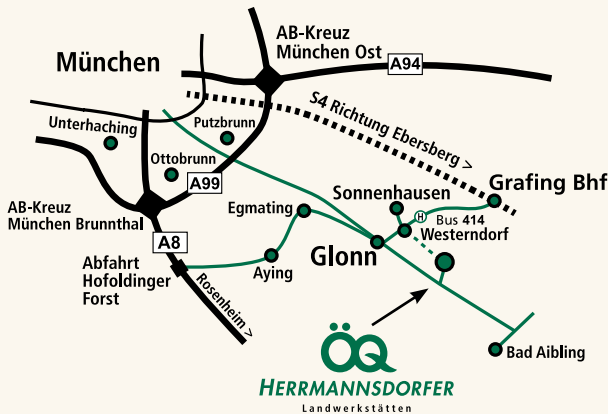 AB-Kreuz
München Ost
München
A94
S4 Richtung Ebersberg >
Putzbrunn
Unterhaching
Ottobrunn
A99
Sonnenhausen
Grafing Bhf
AB-Kreuz
München Brunnthal
Egmating
H
Bus 414
Westerndorf
A8
Glonn
Abfahrt
Hofoldinger
Forst
Aying
Rosenheim >
Bad Aibling
ÖQ
HERRMANNSDORFER
Landwerkstätten